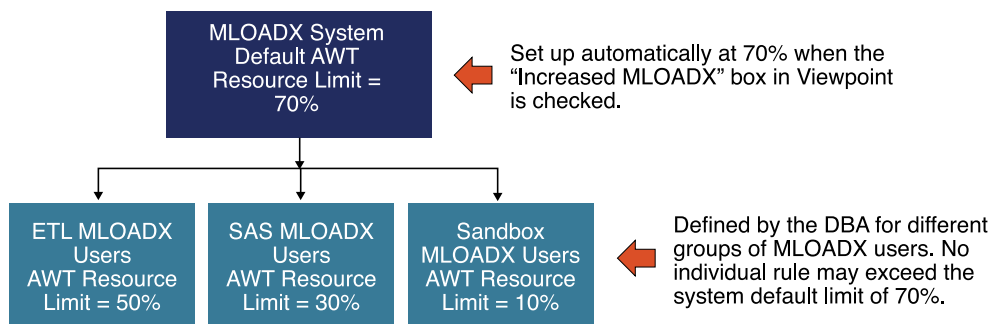 MLOADX System
Default AWT
Resource Limit =
70%
Set up automatically at 70% when the
“Increased MLOADX” box in Viewpoint
is checked.
ETL MLOADX
Users
AWT Resource
Limit = 50%
SAS MLOADX
Users
AWT Resource
Limit = 30%
Sandbox
MLOADX Users
AWT Resource
Limit = 10%
Defined by the DBA for different
groups of MLOADX users. No
individual rule may exceed the
system default limit of 70%.